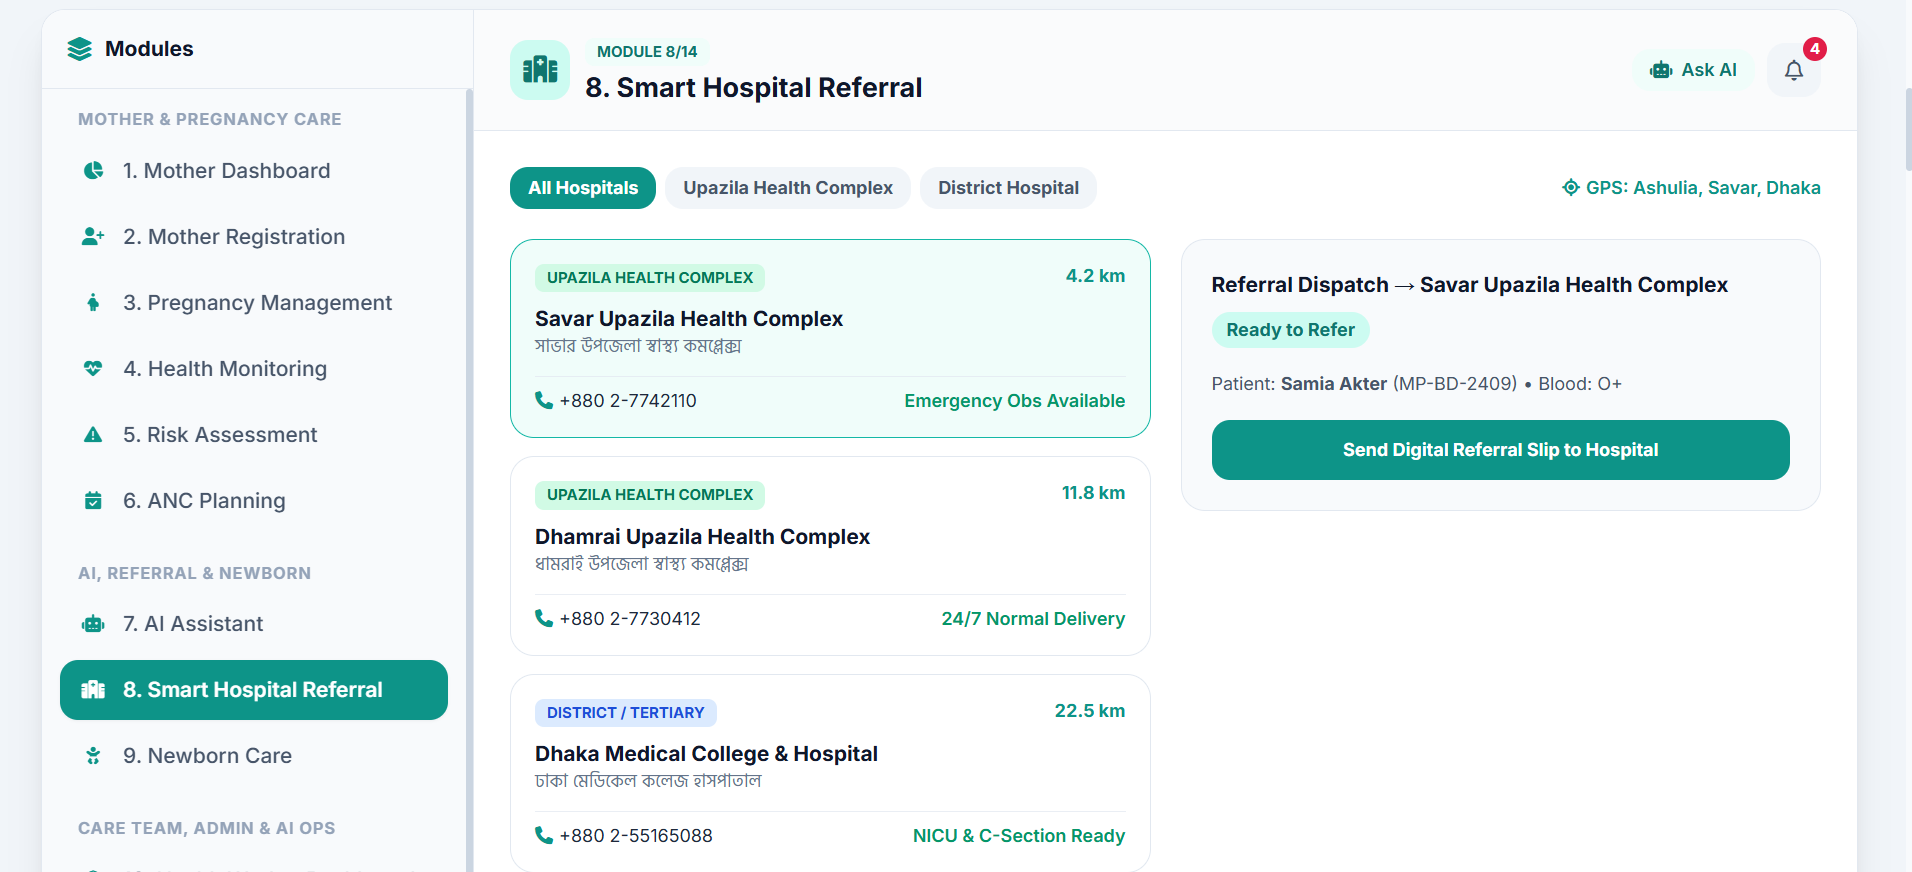 Modules
MOTHER & PREGNANCY CARE
1. Mother Dashboard
2. Mother Registration
3. Pregnancy Management
4. Health Monitoring
5. Risk Assessment
6. ANC Planning
AI, REFERRAL & NEWBORN
7. AI Assistant
8. Smart Hospital Referral
9. Newborn Care
CARE TEAM, ADMIN & AI OPS
MODULE 8/14
8. Smart Hospital Referral
Ask AI
4
All Hospitals
Upazila Health Complex
District Hospital
GPS: Ashulia, Savar, Dhaka
UPAZILA HEALTH COMPLEX
4.2 km
Savar Upazila Health Complex
সাভার উপজেলা স্বাস্থ্য কমপ্লেক্স
+880 2-7742110
Emergency Obs Available
UPAZILA HEALTH COMPLEX
11.8 km
Dhamrai Upazila Health Complex
ধামরাই উপজেলা স্বাস্থ্য কমপ্লেক্স
+880 2-7730412
24/7 Normal Delivery
DISTRICT / TERTIARY
22.5 km
Dhaka Medical College & Hospital
ঢাকা মেডিকেল কলেজ হাসপাতাল
+880 2-55165088
NICU & C-Section Ready
Referral Dispatch → Savar Upazila Health Complex
Ready to Refer
Patient: Samia Akter (MP-BD-2409) • Blood: O+
Send Digital Referral Slip to Hospital